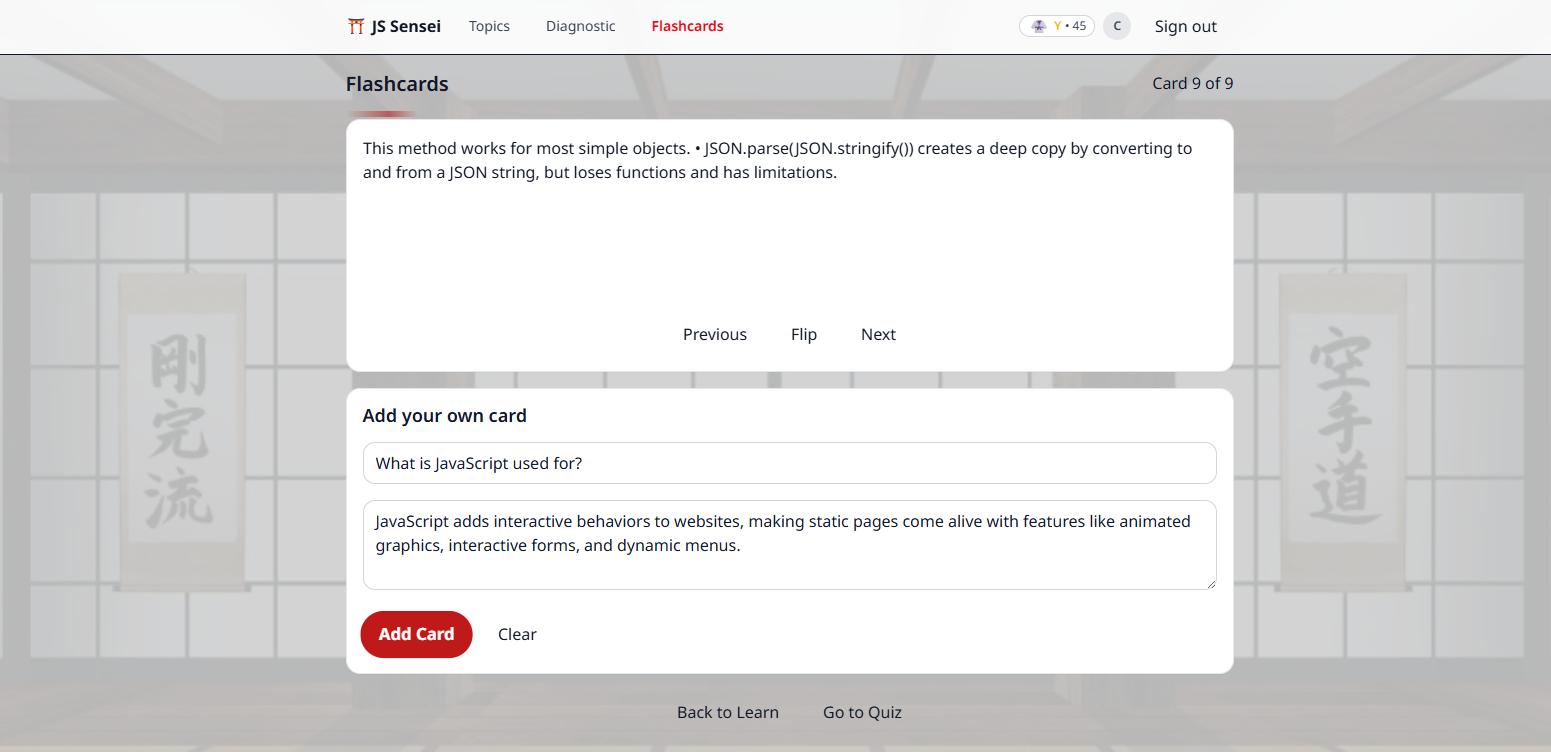 JS Sensei Topics Diagnostic Flashcards Y • 45 C Sign out
Flashcards Card 9 of 9
This method works for most simple objects. • JSON.parse(JSON.stringify()) creates a deep copy by converting to
and from a JSON string, but loses functions and has limitations.
Previous Flip Next
Add your own card
What is JavaScript used for?
JavaScript adds interactive behaviors to websites, making static pages come alive with features like animated
graphics, interactive forms, and dynamic menus.
Add Card Clear
Back to Learn Go to Quiz
剛完流
空手道